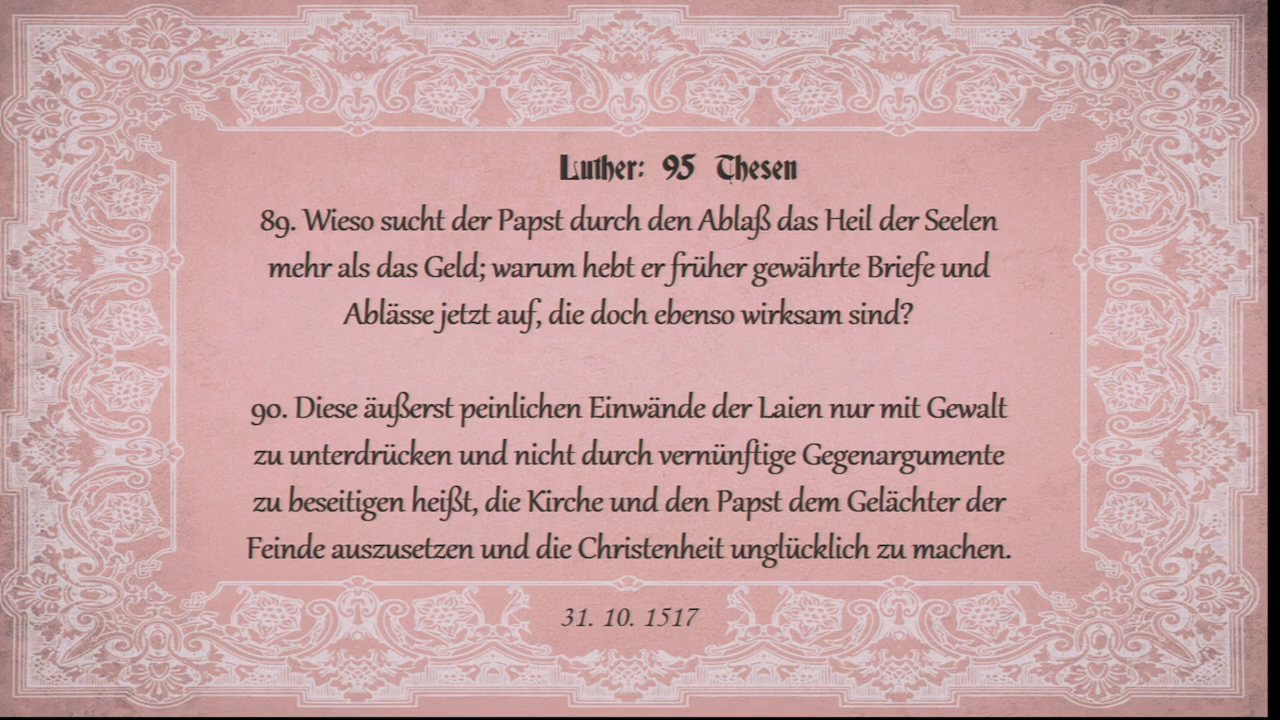 Luther: 95 Thesen
89. Wieso sucht der Papst durch den Ablaß das Heil der Seelen
mehr als das Geld; warum hebt er früher gewährte Briefe und
Ablässe jetzt auf, die doch ebenso wirksam sind?
90. Diese äußerst peinlichen Einwände der Laien nur mit Gewalt
zu unterdrücken und nicht durch vernünftige Gegenargumente
zu beseitigen heißt, die Kirche und den Papst dem Gelächter der
Feinde auszusetzen und die Christenheit unglücklich zu machen.
31. 10. 1517